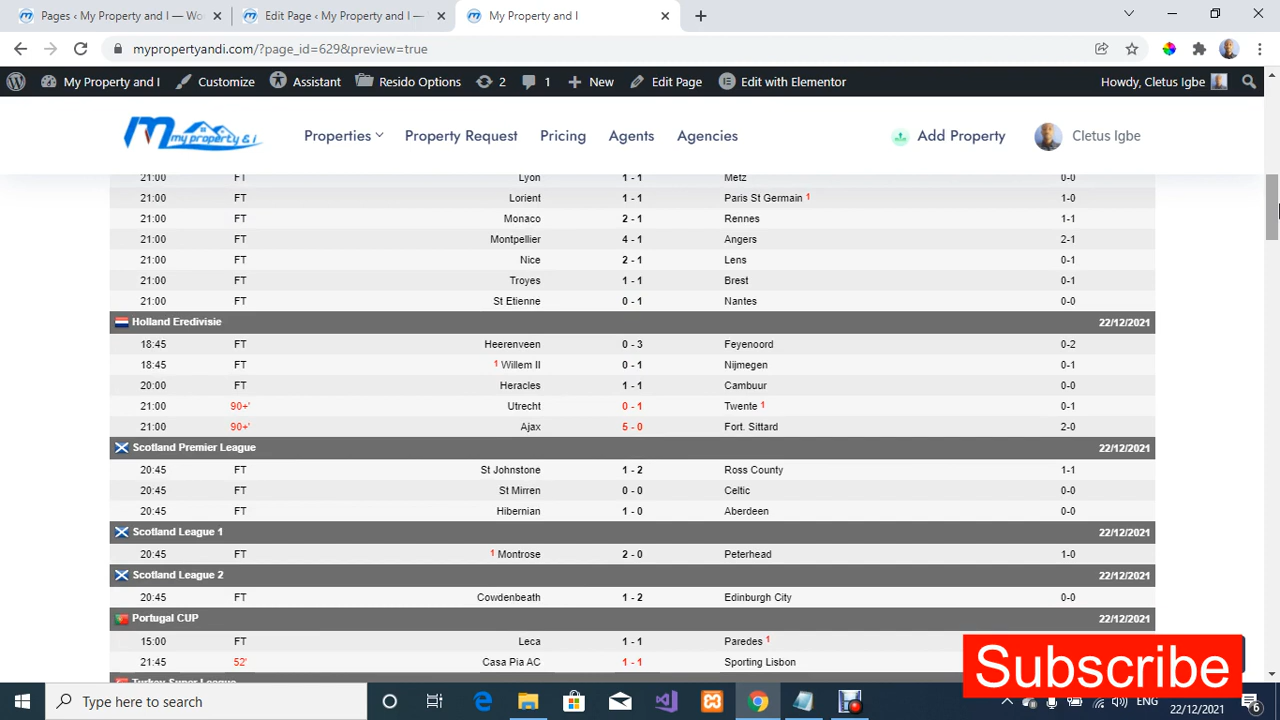 Pages ‹ My Property and I — Wo
Edit Page ‹ My Property and I —
My Property and I
mypropertyandi.com/?page_id=629&preview=true
My Property and I Customize Assistant Resido Options 2 1 New Edit Page Edit with Elementor Howdy, Cletus Igbe
my property & i Properties Property Request Pricing Agents Agencies Add Property Cletus Igbe
21:00 FT Lyon 1 - 1 Metz 0-0
21:00 FT Lorient 1 - 1 Paris St Germain 1 1-0
21:00 FT Monaco 2 - 1 Rennes 1-1
21:00 FT Montpellier 4 - 1 Angers 2-1
21:00 FT Nice 2 - 1 Lens 0-1
21:00 FT Troyes 1 - 1 Brest 0-1
21:00 FT St Etienne 0 - 1 Nantes 0-0
Holland Eredivisie 22/12/2021
18:45 FT Heerenveen 0 - 3 Feyenoord 0-2
18:45 FT 1 Willem II 0 - 1 Nijmegen 0-1
20:00 FT Heracles 1 - 1 Cambuur 0-0
21:00 90+' Utrecht 0 - 1 Twente 1 0-1
21:00 90+' Ajax 5 - 0 Fort. Sittard 2-0
Scotland Premier League 22/12/2021
20:45 FT St Johnstone 1 - 2 Ross County 1-1
20:45 FT St Mirren 0 - 0 Celtic 0-0
20:45 FT Hibernian 1 - 0 Aberdeen 0-0
Scotland League 1 22/12/2021
20:45 FT 1 Montrose 2 - 0 Peterhead 1-0
Scotland League 2 22/12/2021
20:45 FT Cowdenbeath 1 - 2 Edinburgh City 0-0
Portugal CUP 22/12/2021
15:00 FT Leca 1 - 1 Paredes 1
21:45 52' Casa Pia AC 1 - 1 Sporting Lisbon
Turkey Super League
Subscribe
Type here to search
ENG
22/12/2021
6